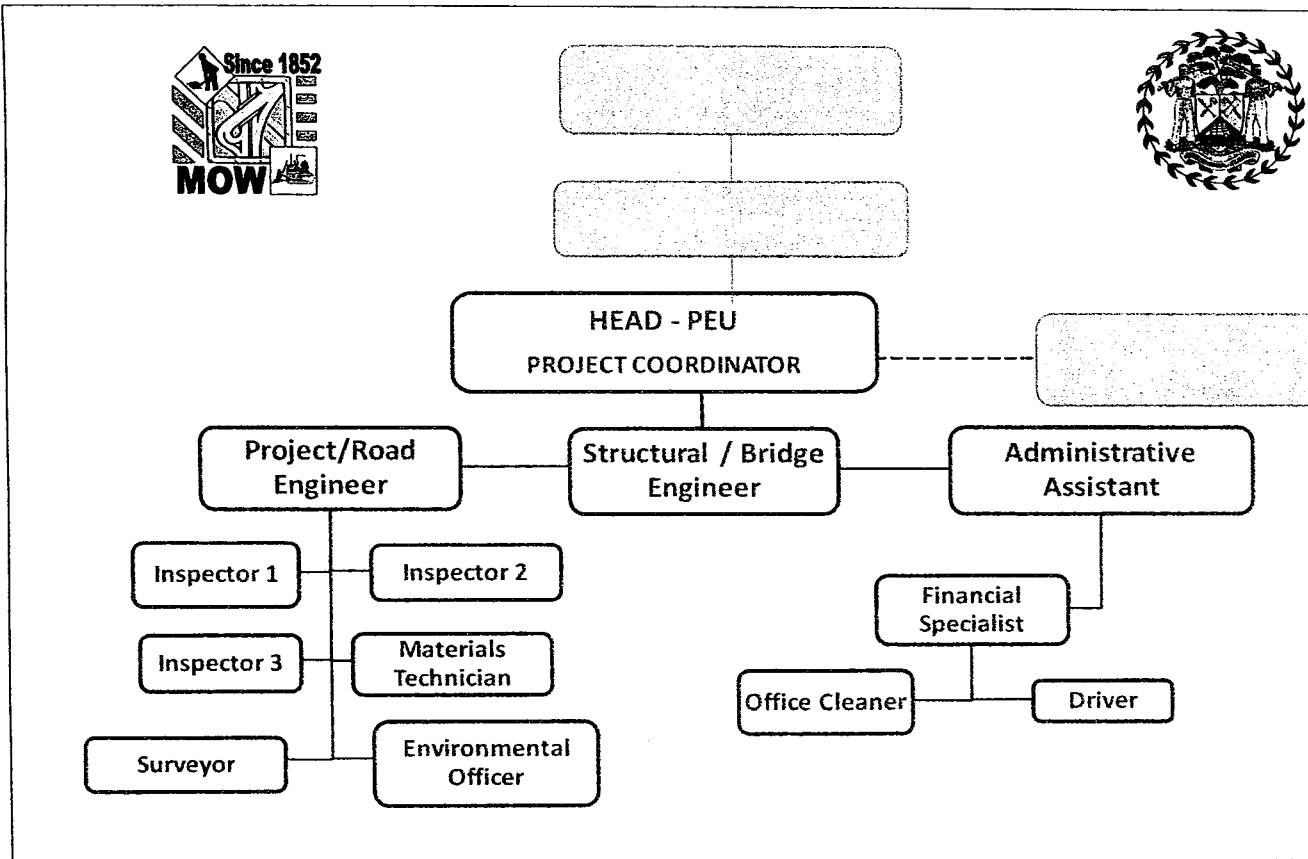 Since 1852
MOW
HEAD - PEU
PROJECT COORDINATOR
Project/Road
Engineer
Structural / Bridge
Engineer
Administrative
Assistant
Inspector 1
Inspector 2
Financial
Specialist
Inspector 3
Materials
Technician
Office Cleaner
Driver
Surveyor
Environmental
Officer